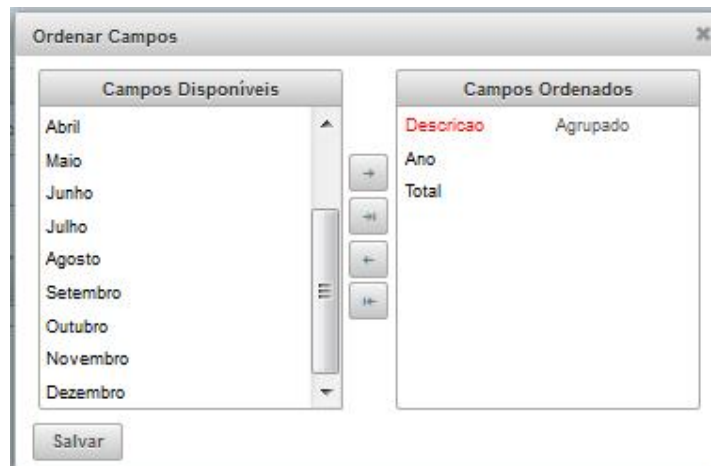 Ordenar Campos
Campos Disponíveis
Abril
Maio
Junho
Julho
Agosto
Setembro
Outubro
Novembro
Dezembro
Campos Ordenados
Descricao Agrupado
Ano
Total
Salvar